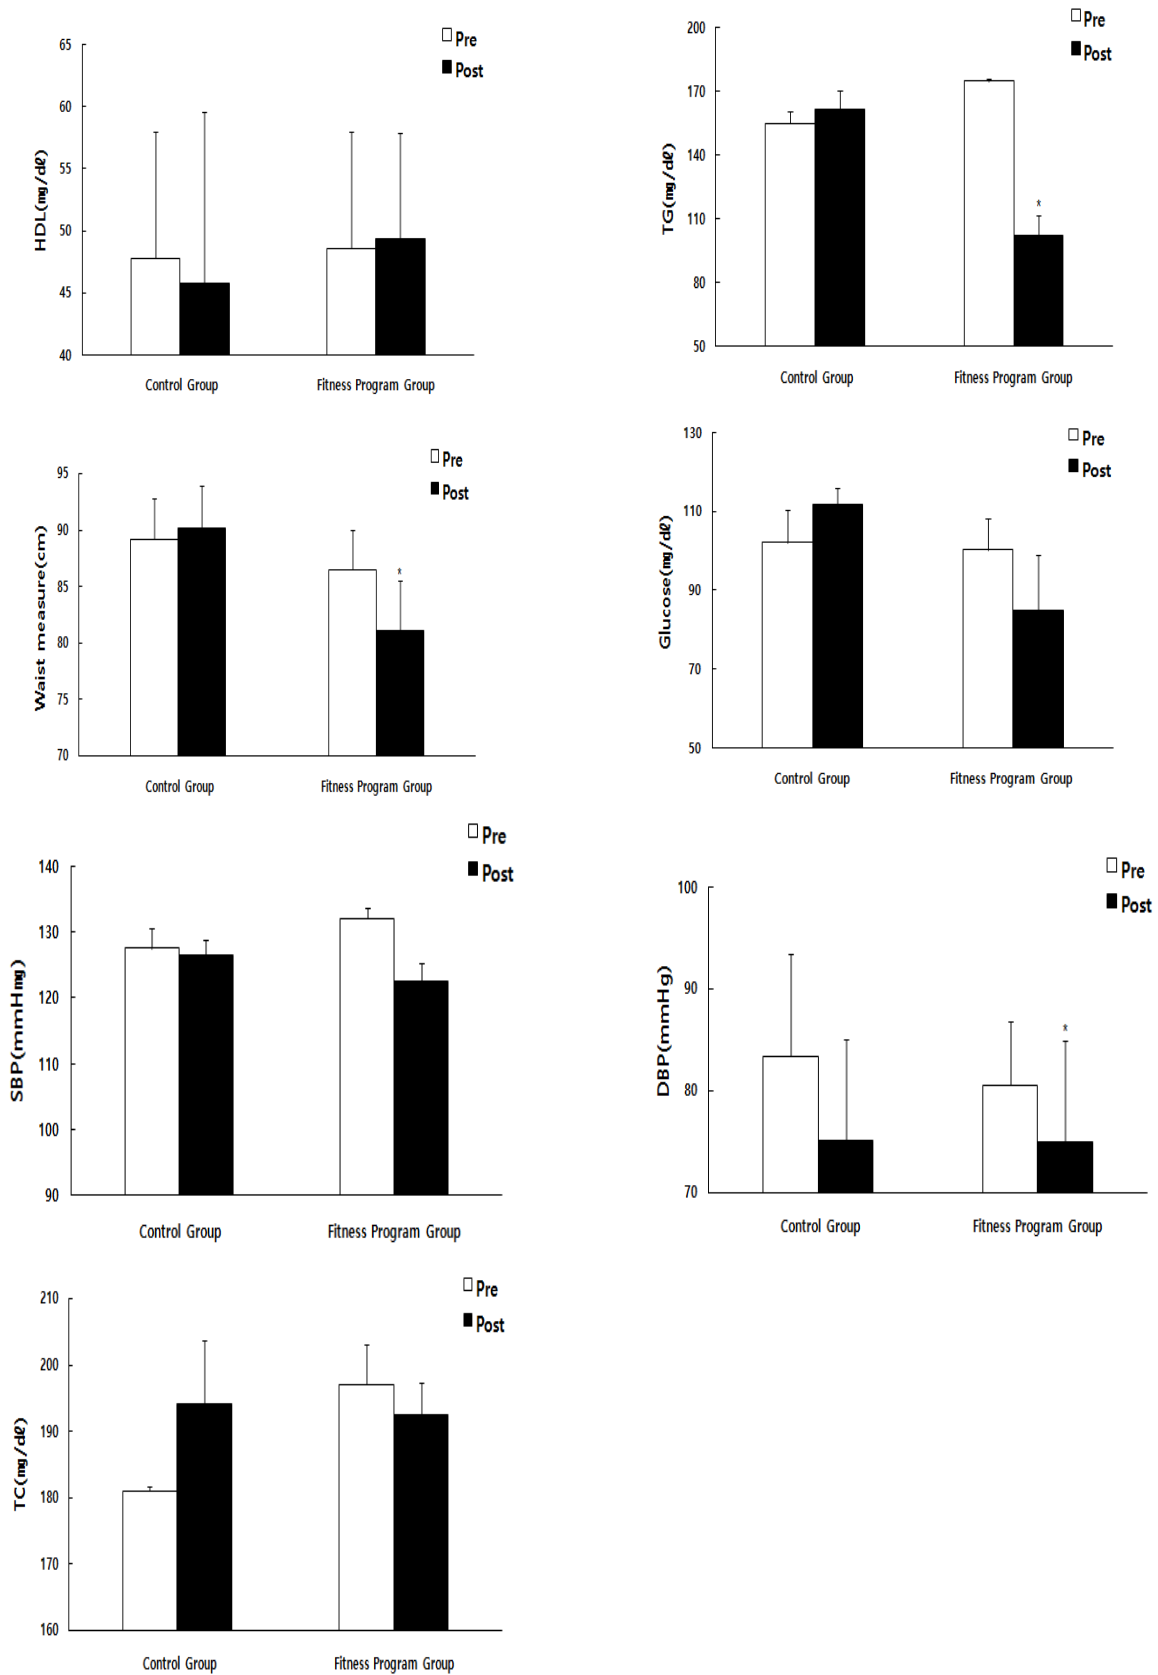 Pre
Post
65
60
55
50
45
40
HDL(mg/dℓ)
Control Group
Fitness Program Group
Pre
Post
200
170
140
110
80
50
TG(mg/dℓ)
*
Control Group
Fitness Program Group
Pre
Post
95
90
85
80
75
70
Waist measure(cm)
*
Control Group
Fitness Program Group
Pre
Post
130
110
90
70
50
Glucose(mg/dℓ)
Control Group
Fitness Program Group
Pre
Post
140
130
120
110
100
90
SBP(mmHmg)
Control Group
Fitness Program Group
Pre
Post
100
90
80
70
DBP(mmHg)
*
Control Group
Fitness Program Group
Pre
Post
210
200
190
180
170
160
TC(mg/dℓ)
Control Group
Fitness Program Group